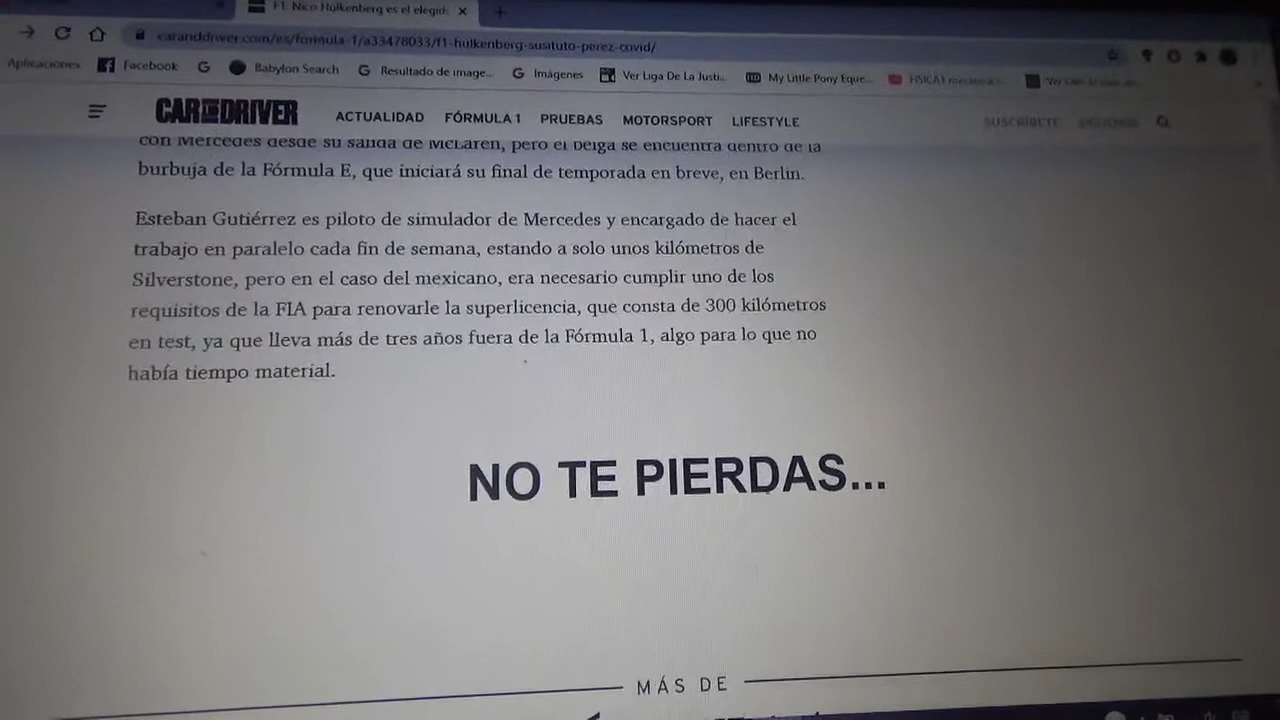 F1: Nico Hulkenberg es el elegido
caranddriver.com/es/formula-1/a33478033/f1-hulkenberg-susituto-perez-covid/
Aplicaciones Facebook Babylon Search Resultado de image... Imágenes Ver Liga De La Justi... My Little Pony Eque...
CAR AND DRIVER ACTUALIDAD FÓRMULA 1 PRUEBAS MOTORSPORT LIFESTYLE SUSCRÍBETE
con Mercedes desde su salida de McLaren, pero el belga se encuentra dentro de la
burbuja de la Fórmula E, que iniciará su final de temporada en breve, en Berlin.
Esteban Gutiérrez es piloto de simulador de Mercedes y encargado de hacer el
trabajo en paralelo cada fin de semana, estando a solo unos kilómetros de
Silverstone, pero en el caso del mexicano, era necesario cumplir uno de los
requisitos de la FIA para renovarle la superlicencia, que consta de 300 kilómetros
en test, ya que lleva más de tres años fuera de la Fórmula 1, algo para lo que no
había tiempo material.
NO TE PIERDAS...
MÁS DE